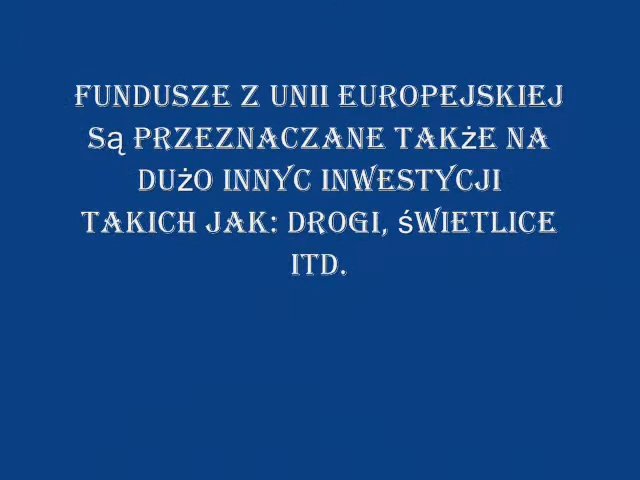 FUNDUSZE Z UNII EUROPEJSKIEJ
Są PRZEZNACZANE TAKżE NA
DUżO INNYC INWESTYCJI
TAKICH JAK: DROGI, śWIETLICE
ITD.